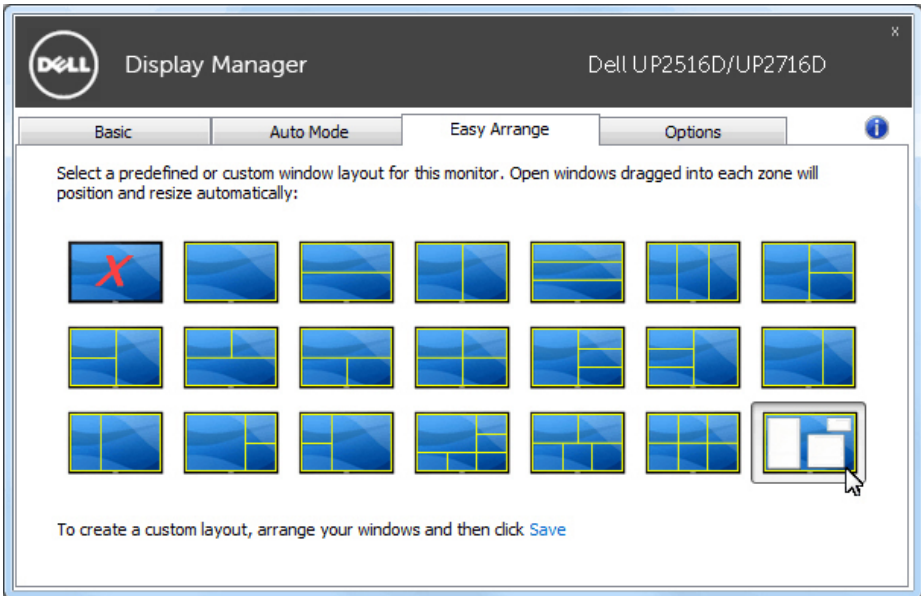 DELL Display Manager Dell UP2516D/UP2716D x
Basic Auto Mode Easy Arrange Options i
Select a predefined or custom window layout for this monitor. Open windows dragged into each zone will
position and resize automatically:
X
To create a custom layout, arrange your windows and then click Save